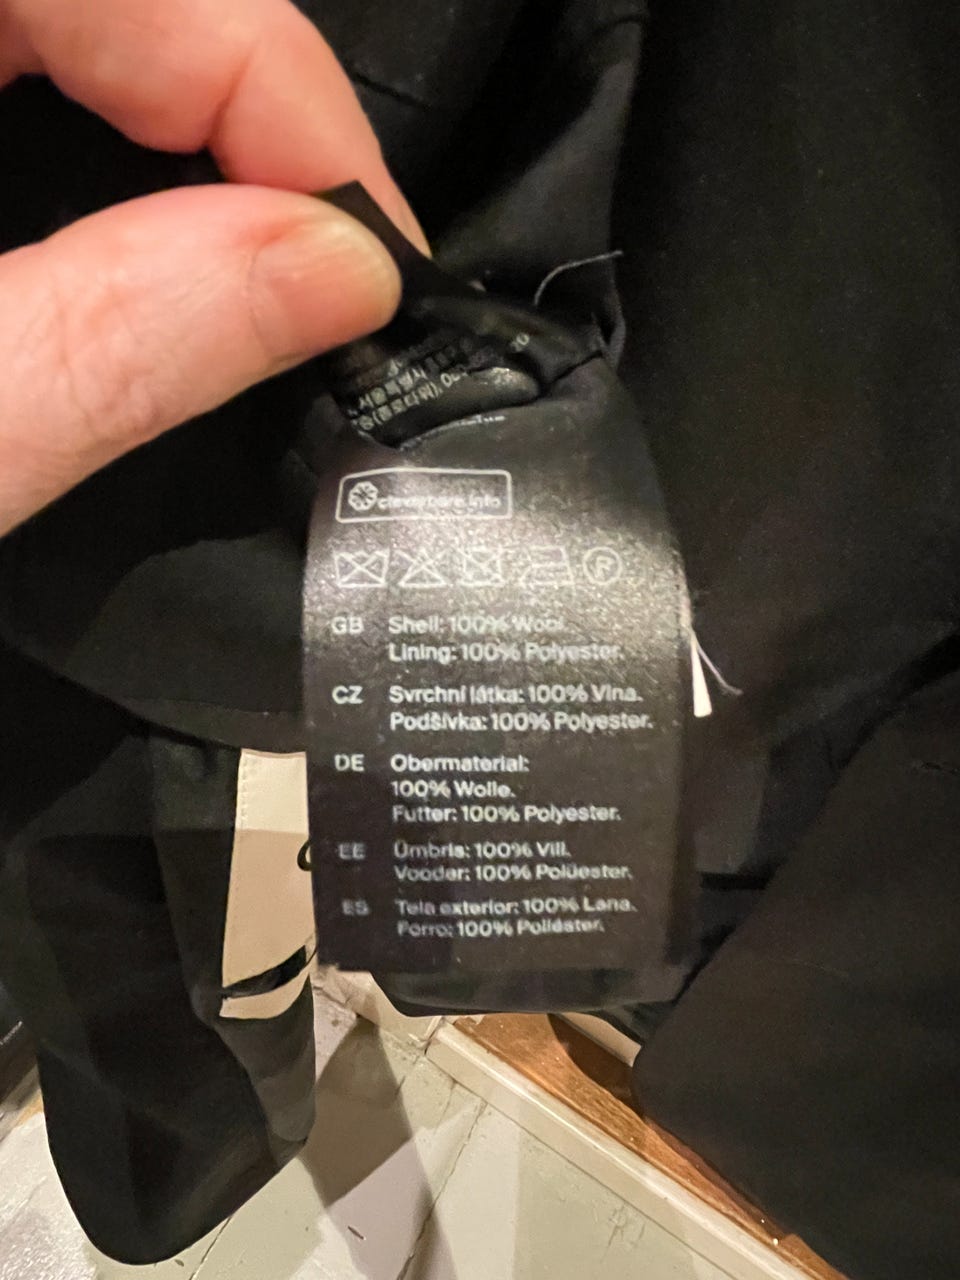 clevercare.info
GB Shell: 100% Wool.
Lining: 100% Polyester.
CZ Svrchní látka: 100% Vlna.
Podšívka: 100% Polyester.
DE Obermaterial:
100% Wolle.
Futter: 100% Polyester.
EE Ümbris: 100% Vill.
Vooder: 100% Polüester.
ES Tela exterior: 100% Lana.
Forro: 100% Poliéster.